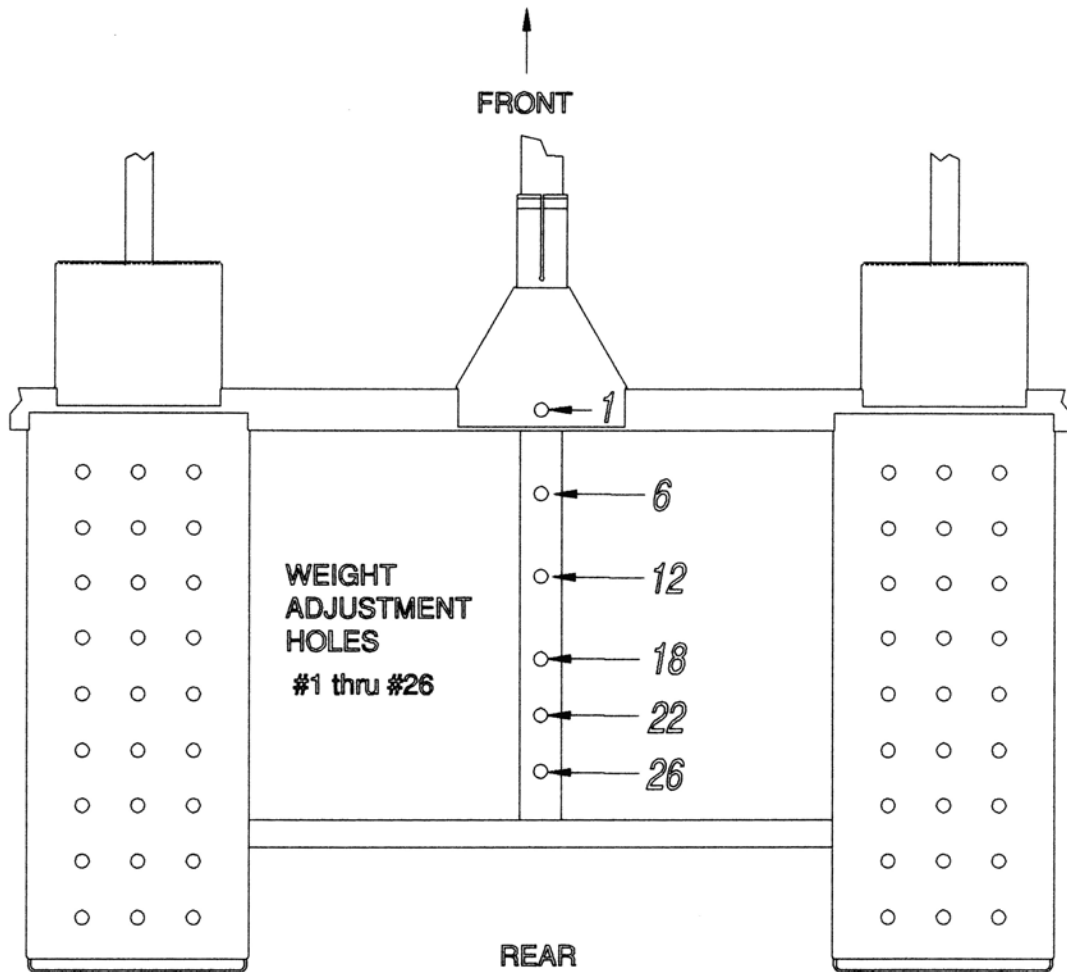 FRONT
1
6
12
WEIGHT
ADJUSTMENT
HOLES
#1 thru #26
18
22
26
REAR